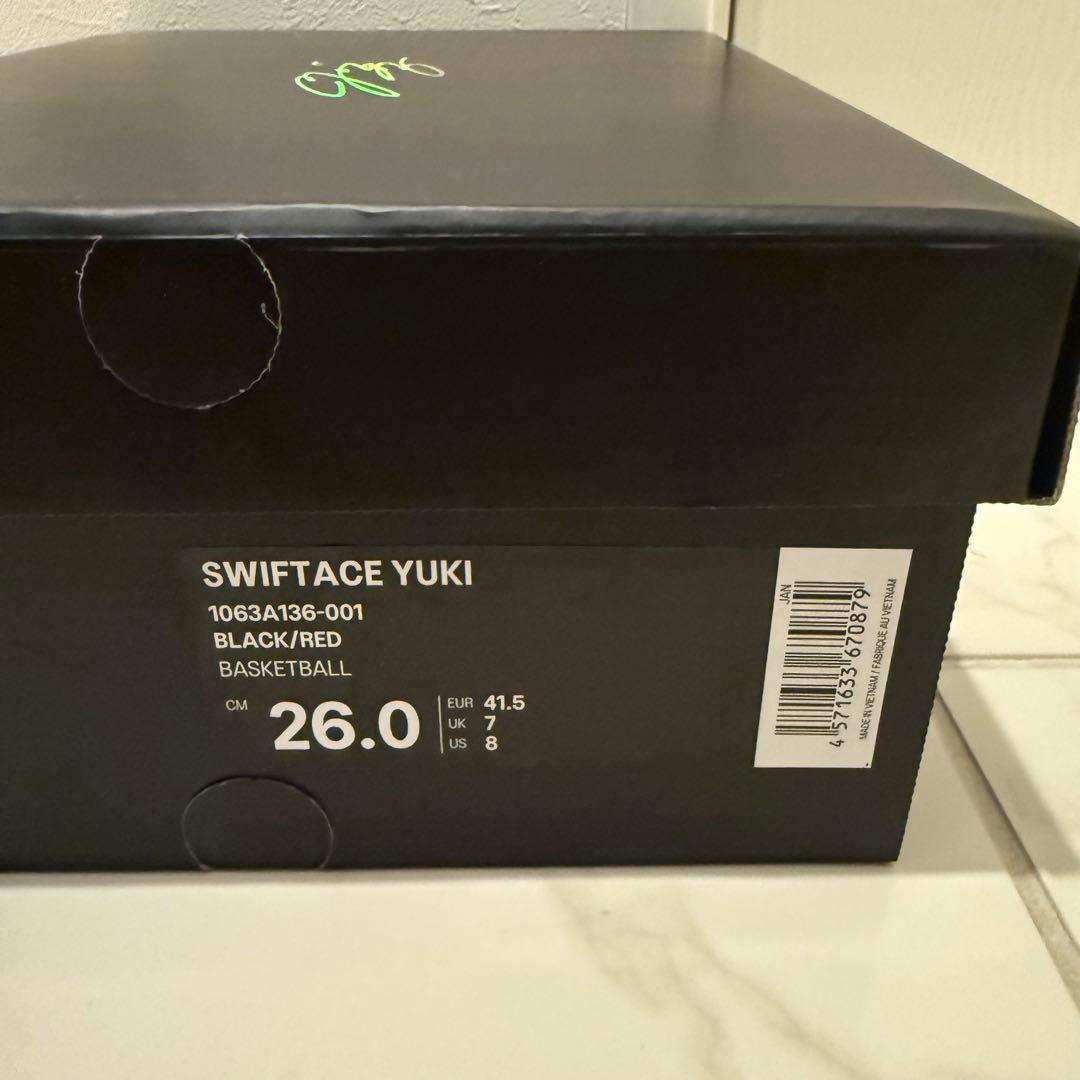 SWIFTACE YUKI
1063A136-001
BLACK/RED
BASKETBALL
CM 26.0
EUR 41.5
UK 7
US 8
JAN
4 571633 670879
MADE IN VIETNAM / FABRIQUE AU VIETNAM